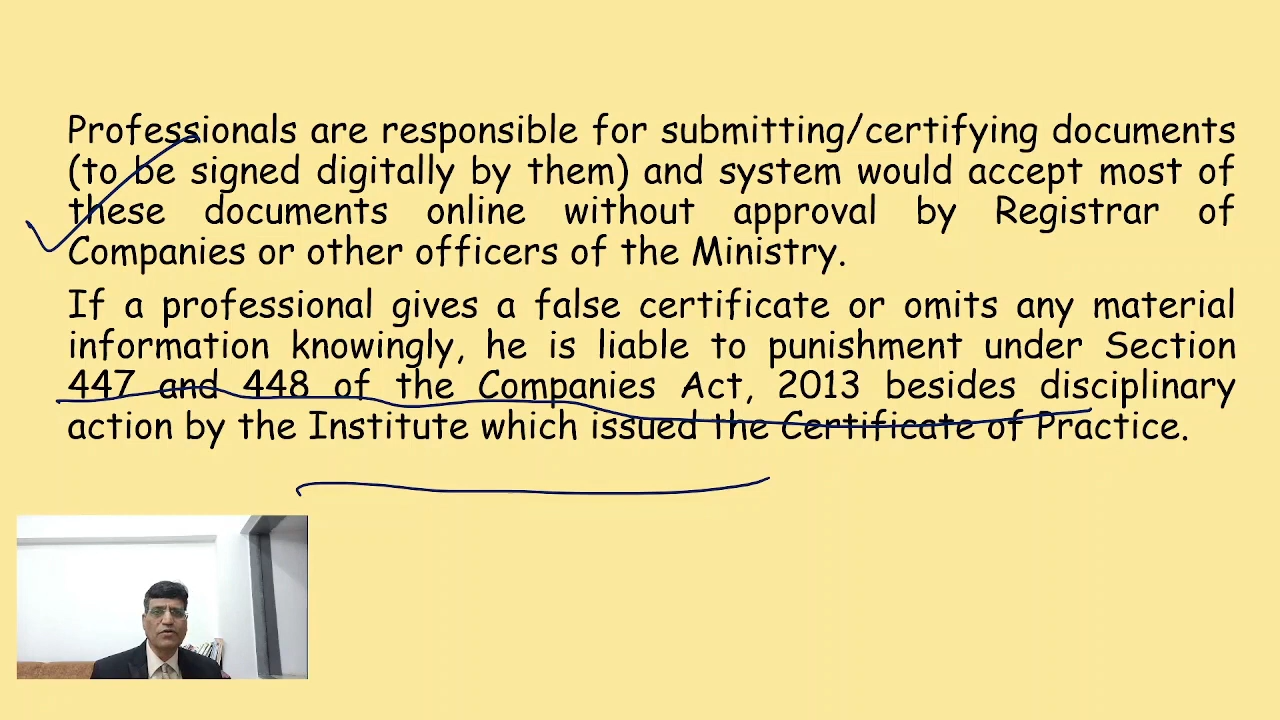 Professionals are responsible for submitting/certifying documents
(to be signed digitally by them) and system would accept most of
these documents online without approval by Registrar of
Companies or other officers of the Ministry.
If a professional gives a false certificate or omits any material
information knowingly, he is liable to punishment under Section
447 and 448 of the Companies Act, 2013 besides disciplinary
action by the Institute which issued the Certificate of Practice.